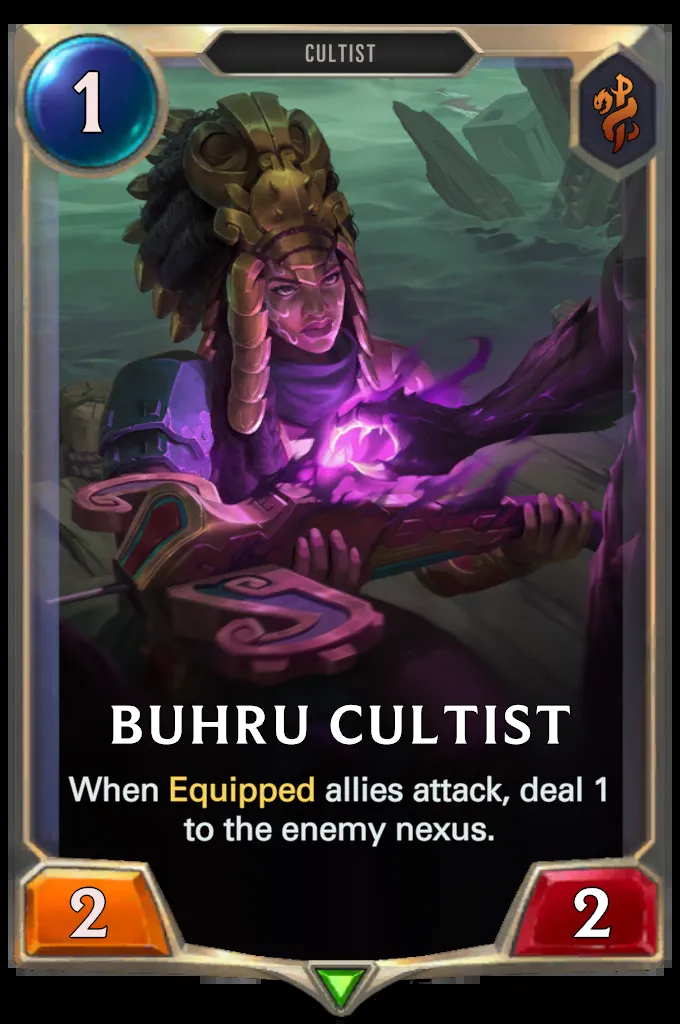 CULTIST
1
BUHRU CULTIST
When Equipped allies attack, deal 1
to the enemy nexus.
2
2